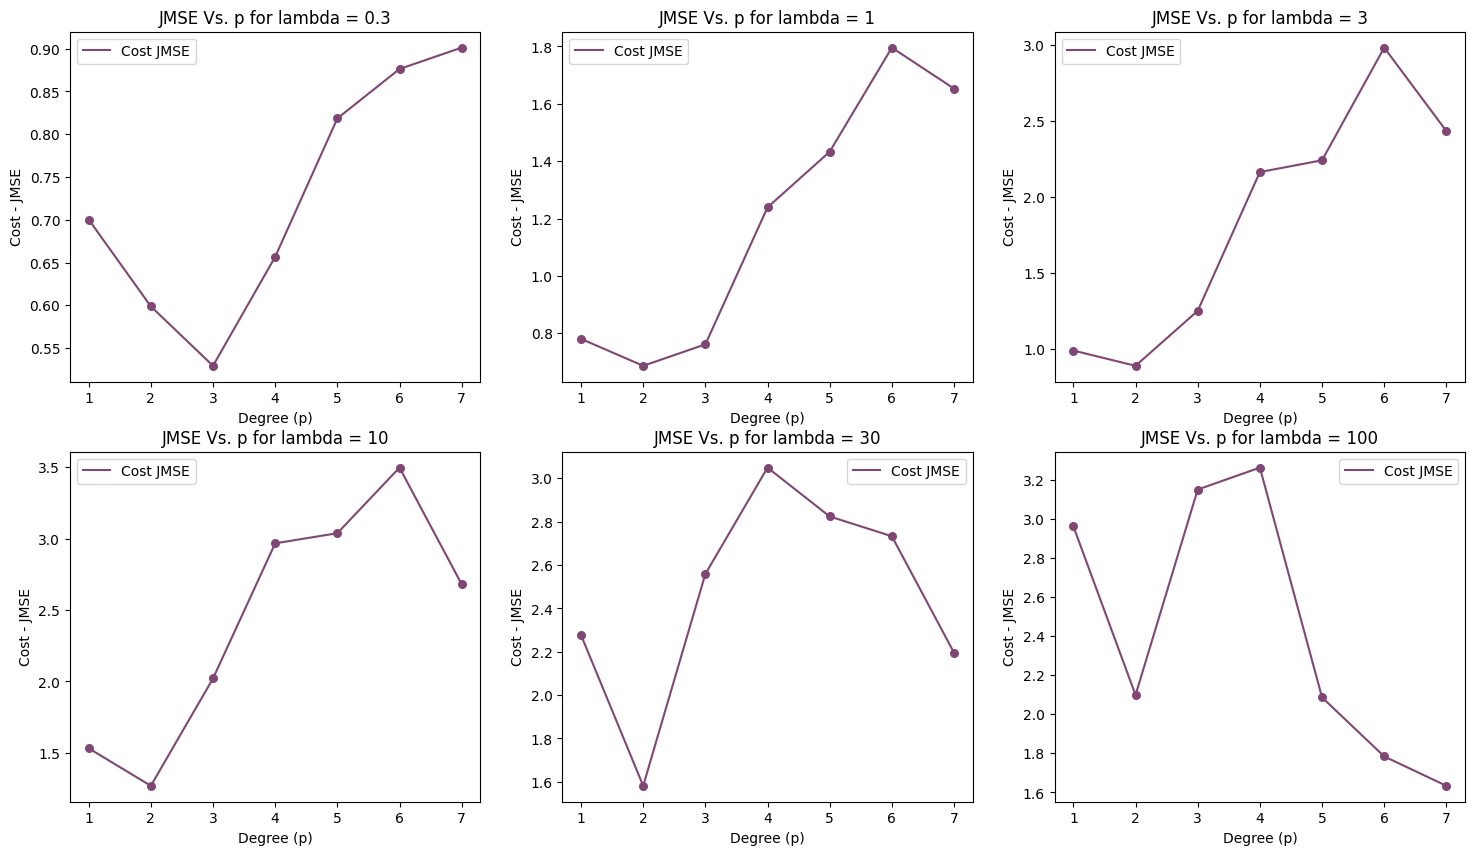 JMSE Vs. p for lambda = 0.3
Cost JMSE
Cost - JMSE
0.90
0.85
0.80
0.75
0.70
0.65
0.60
0.55
1 2 3 4 5 6 7
Degree (p)
JMSE Vs. p for lambda = 1
Cost JMSE
Cost - JMSE
1.8
1.6
1.4
1.2
1.0
0.8
1 2 3 4 5 6 7
Degree (p)
JMSE Vs. p for lambda = 3
Cost JMSE
Cost - JMSE
3.0
2.5
2.0
1.5
1.0
1 2 3 4 5 6 7
Degree (p)
JMSE Vs. p for lambda = 10
Cost JMSE
Cost - JMSE
3.5
3.0
2.5
2.0
1.5
1 2 3 4 5 6 7
Degree (p)
JMSE Vs. p for lambda = 30
Cost JMSE
Cost - JMSE
3.0
2.8
2.6
2.4
2.2
2.0
1.8
1.6
1 2 3 4 5 6 7
Degree (p)
JMSE Vs. p for lambda = 100
Cost JMSE
Cost - JMSE
3.2
3.0
2.8
2.6
2.4
2.2
2.0
1.8
1.6
1 2 3 4 5 6 7
Degree (p)